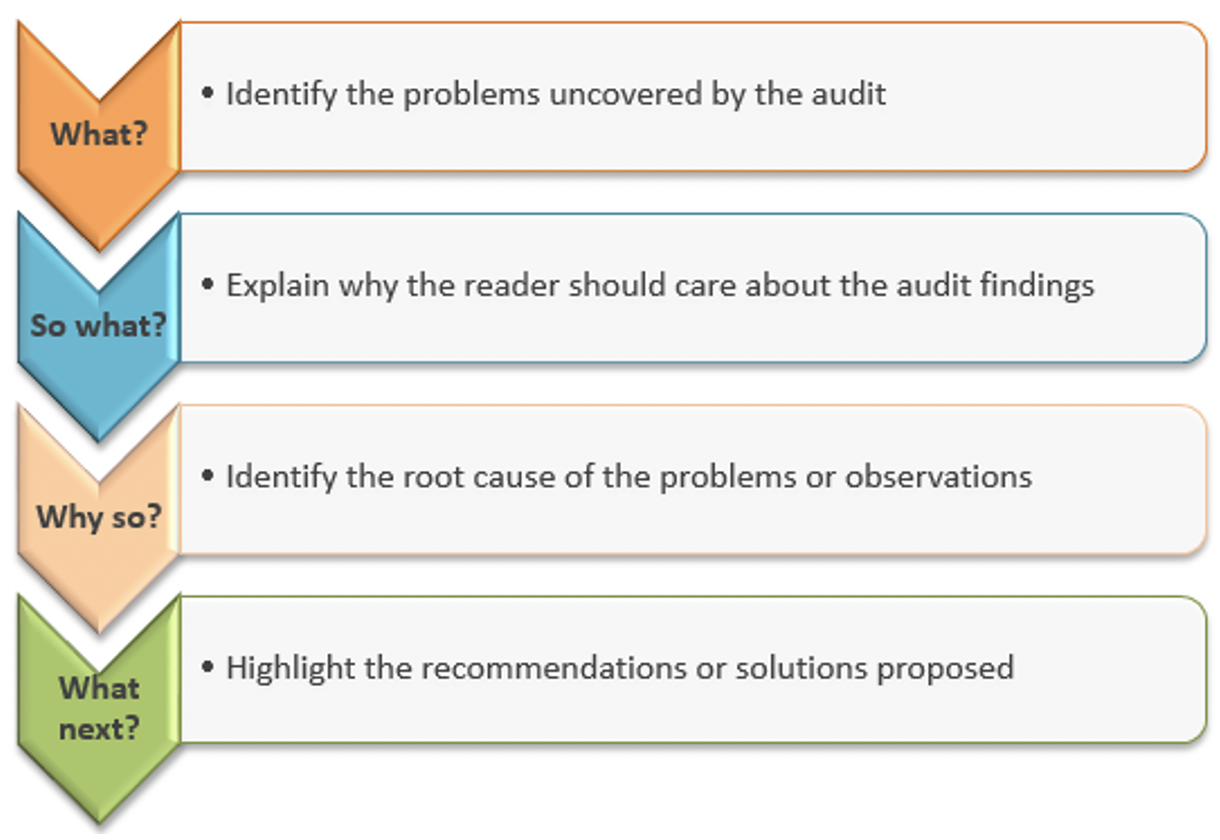 What?
• Identify the problems uncovered by the audit
So what?
• Explain why the reader should care about the audit findings
Why so?
• Identify the root cause of the problems or observations
What
next?
• Highlight the recommendations or solutions proposed